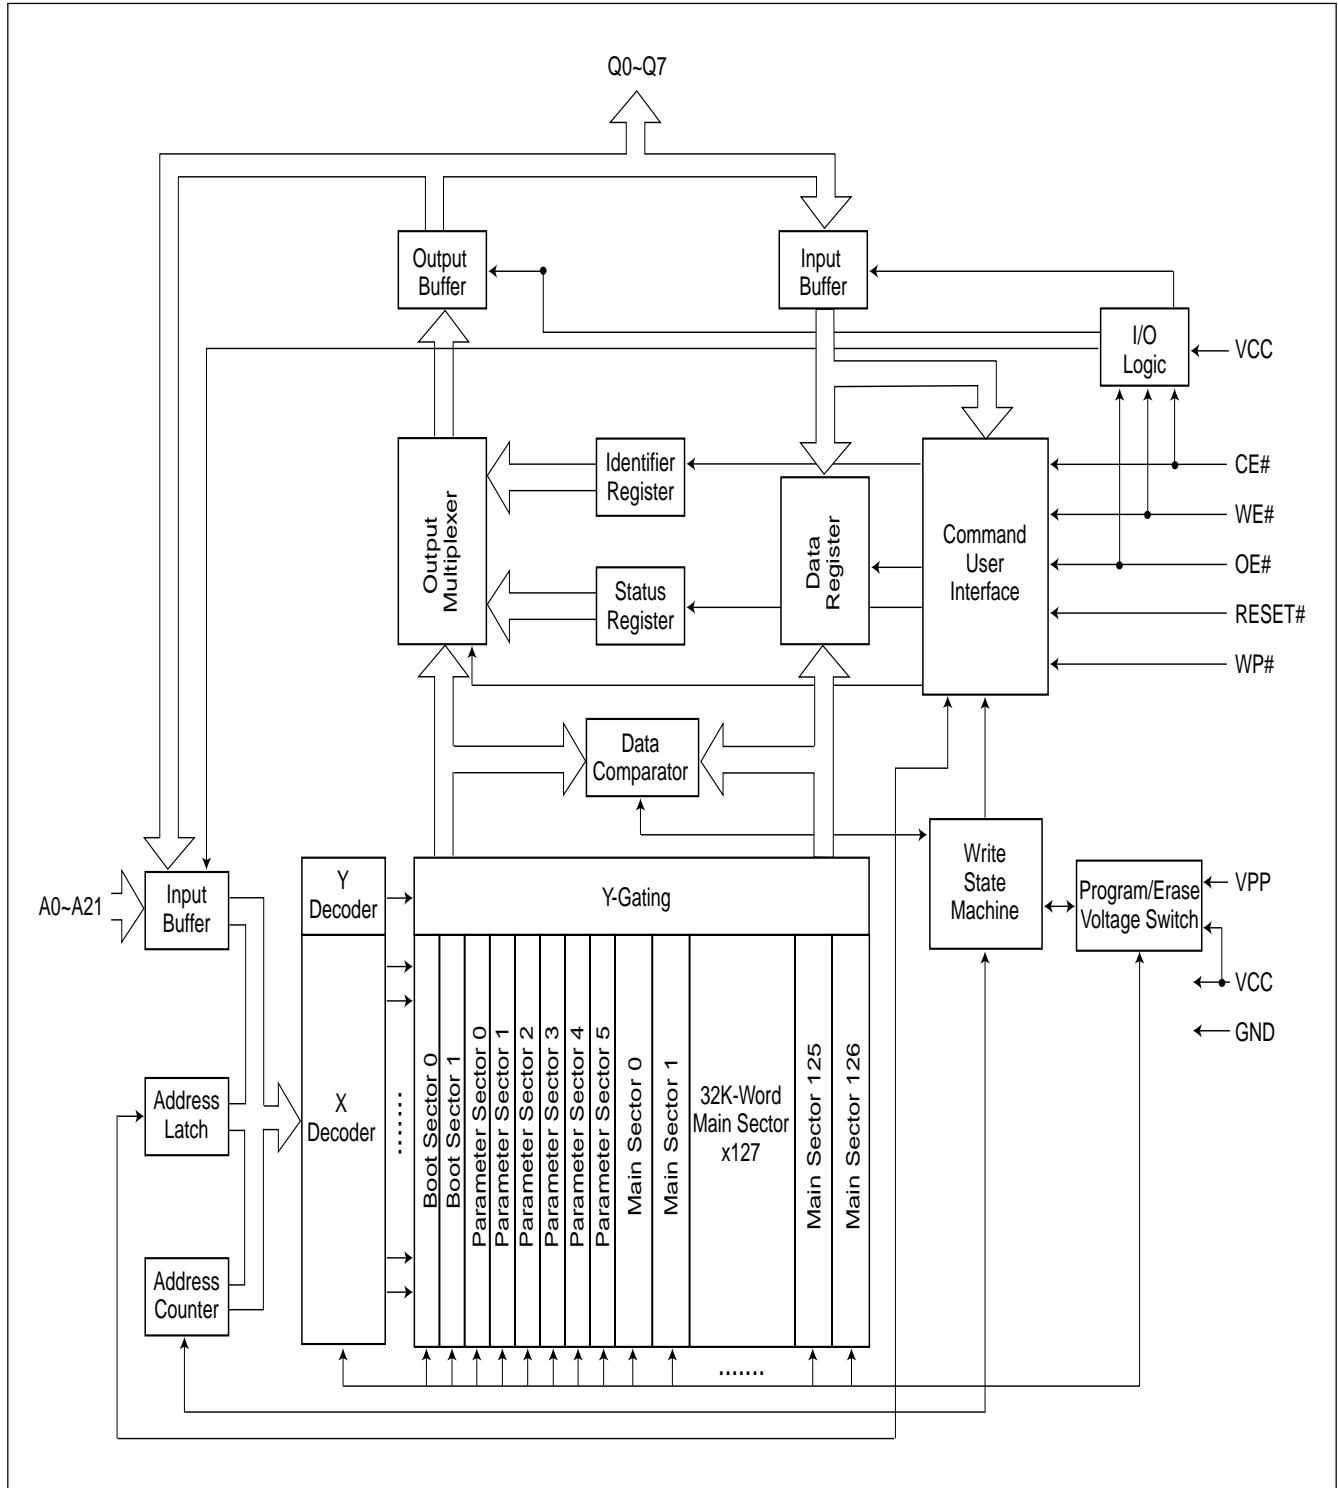 Q0~Q7
Output
Buffer
Input
Buffer
I/O
Logic
VCC
Output
Multiplexer
Identifier
Register
Status
Register
Data
Register
Command
User
Interface
CE#
WE#
OE#
RESET#
WP#
Data
Comparator
Write
State
Machine
Program/Erase
Voltage Switch
VPP
VCC
GND
A0~A21
Input
Buffer
Y
Decoder
Y-Gating
Address
Latch
X
Decoder
.......
Boot Sector 0
Boot Sector 1
Parameter Sector 0
Parameter Sector 1
Parameter Sector 2
Parameter Sector 3
Parameter Sector 4
Parameter Sector 5
Main Sector 0
Main Sector 1
32K-Word
Main Sector
x127
Main Sector 125
Main Sector 126
Address
Counter
.......